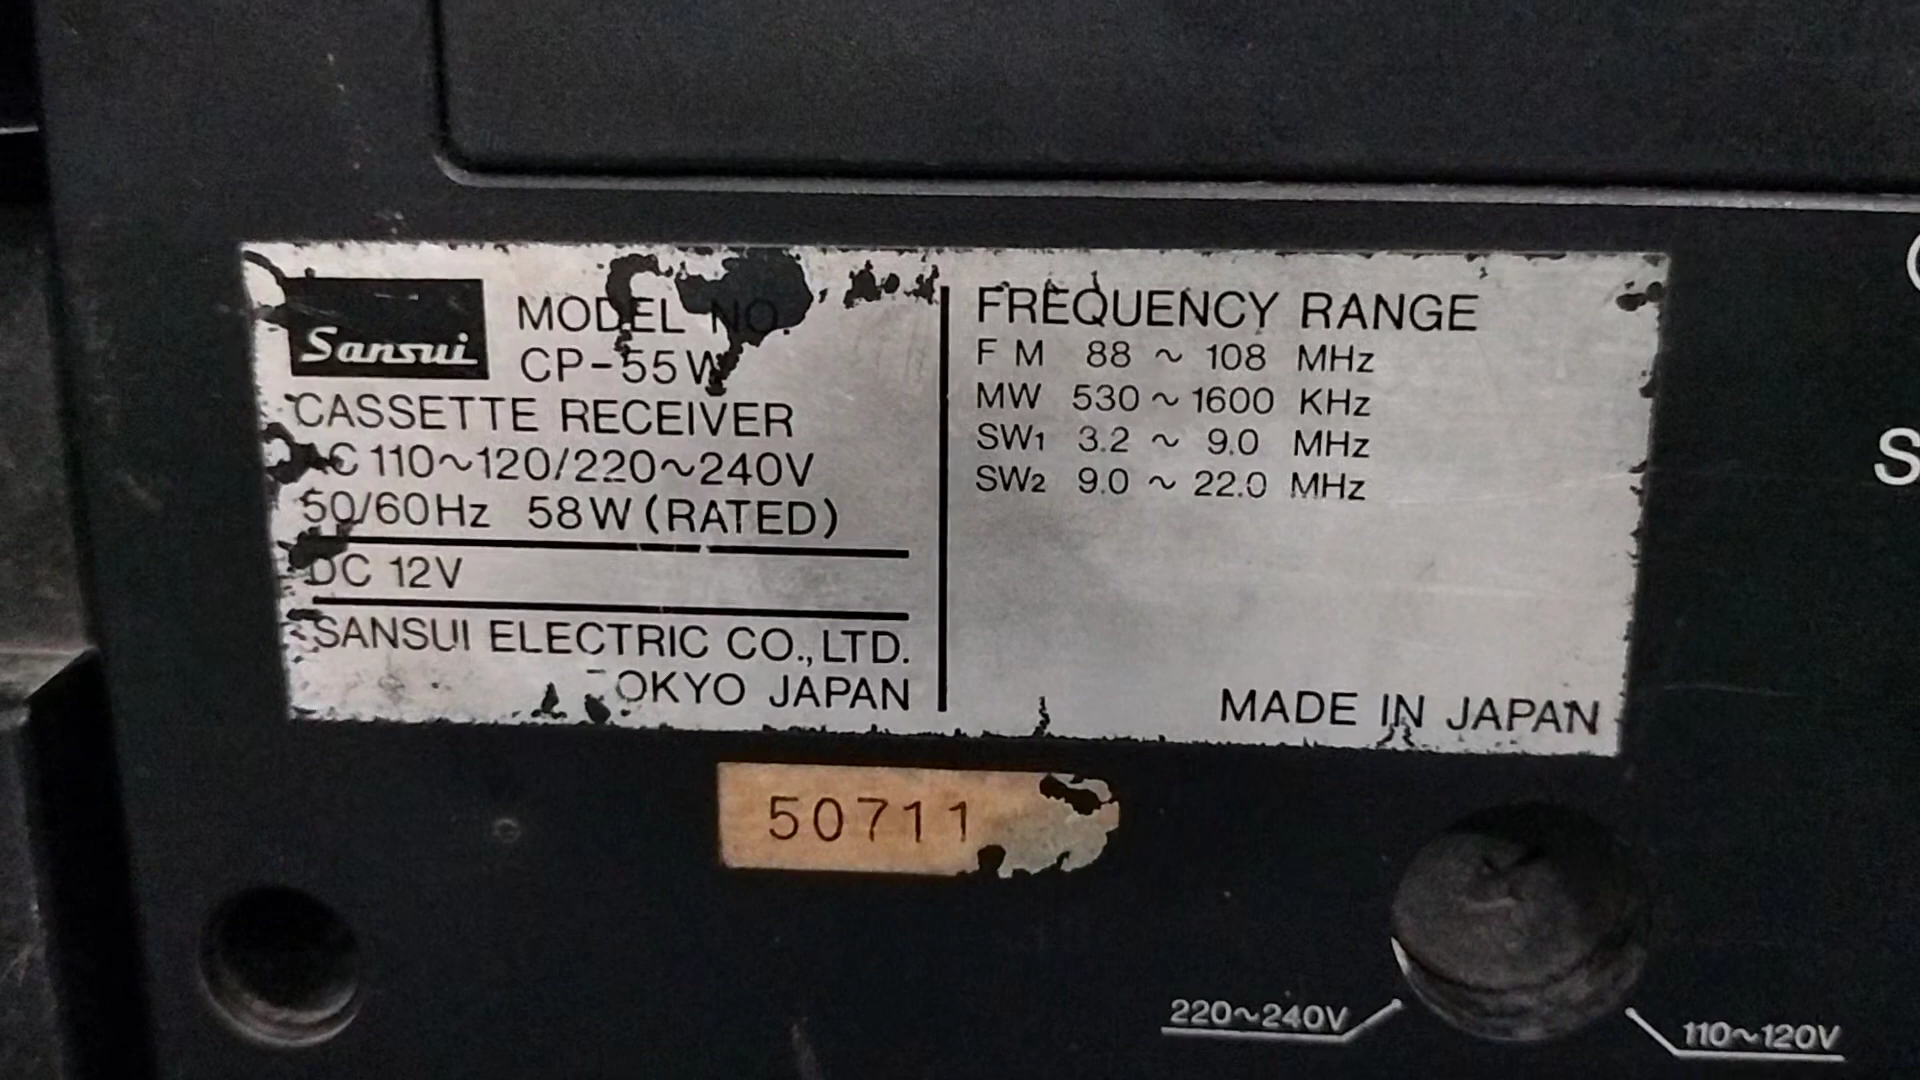 Sansui
MODEL NO.
CP-55W
CASSETTE RECEIVER
AC 110~120/220~240V
50/60Hz 58W (RATED)
DC 12V
SANSUI ELECTRIC CO., LTD.
TOKYO JAPAN
FREQUENCY RANGE
FM 88 ~ 108 MHz
MW 530 ~ 1600 KHz
SW1 3.2 ~ 9.0 MHz
SW2 9.0 ~ 22.0 MHz
MADE IN JAPAN
50711
220~240V
110~120V